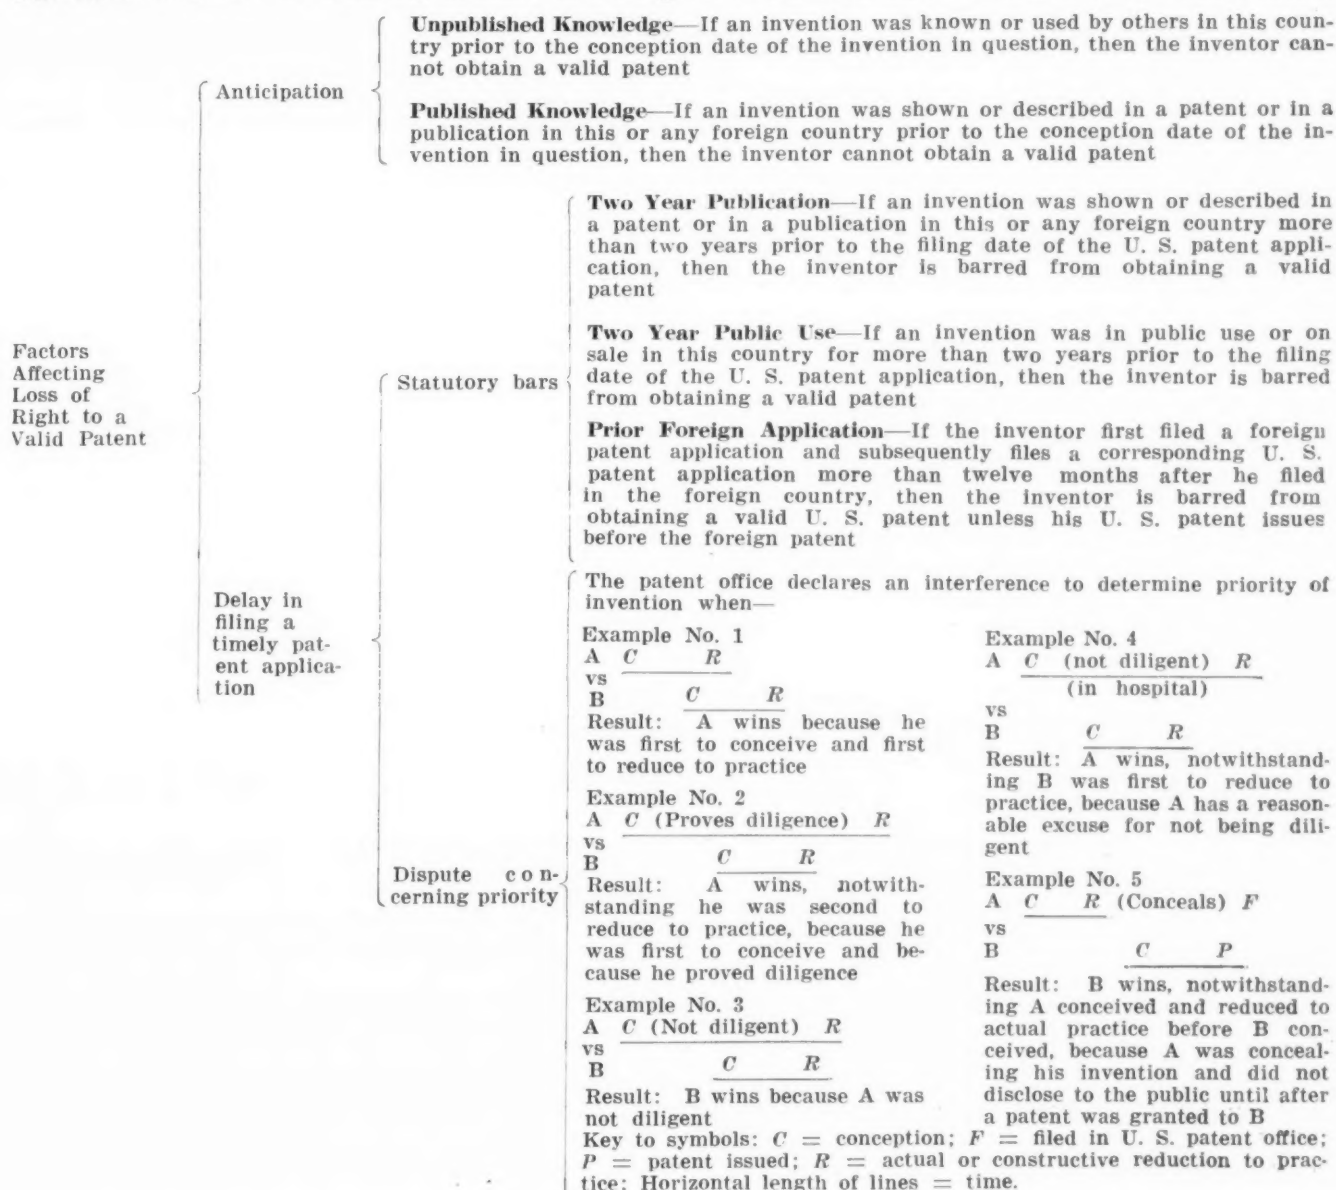 Factors
Affecting
Loss of
Right to a
Valid Patent
Anticipation
Unpublished Knowledge—If an invention was known or used by others in this coun-
try prior to the conception date of the invention in question, then the inventor can-
not obtain a valid patent
Published Knowledge—If an invention was shown or described in a patent or in a
publication in this or any foreign country prior to the conception date of the in-
vention in question, then the inventor cannot obtain a valid patent
Delay in
filing a
timely pat-
ent applica-
tion
Statutory bars
Two Year Publication—If an invention was shown or described in
a patent or in a publication in this or any foreign country more
than two years prior to the filing date of the U. S. patent appli-
cation, then the inventor is barred from obtaining a valid
patent
Two Year Public Use—If an invention was in public use or on
sale in this country for more than two years prior to the filing
date of the U. S. patent application, then the inventor is barred
from obtaining a valid patent
Prior Foreign Application—If the inventor first filed a foreign
patent application and subsequently files a corresponding U. S.
patent application more than twelve months after he filed
in the foreign country, then the inventor is barred from
obtaining a valid U. S. patent unless his U. S. patent issues
before the foreign patent
Dispute con-
cerning priority
The patent office declares an interference to determine priority of
invention when—
Example No. 1
A C R
vs
B C R
Result: A wins because he
was first to conceive and first
to reduce to practice
Example No. 2
A C (Proves diligence) R
vs
B C R
Result: A wins, notwith-
standing he was second to
reduce to practice, because he
was first to conceive and be-
cause he proved diligence
Example No. 3
A C (Not diligent) R
vs
B C R
Result: B wins because A was
not diligent
Example No. 4
A C (not diligent) R
(in hospital)
vs
B C R
Result: A wins, notwithstand-
ing B was first to reduce to
practice, because A has a reason-
able excuse for not being dili-
gent
Example No. 5
A C R (Conceals) F
vs
B C P
Result: B wins, notwithstand-
ing A conceived and reduced to
actual practice before B con-
ceived, because A was conceal-
ing his invention and did not
disclose to the public until after
a patent was granted to B
Key to symbols: C = conception; F = filed in U. S. patent office;
P = patent issued; R = actual or constructive reduction to prac-
tice; Horizontal length of lines = time.